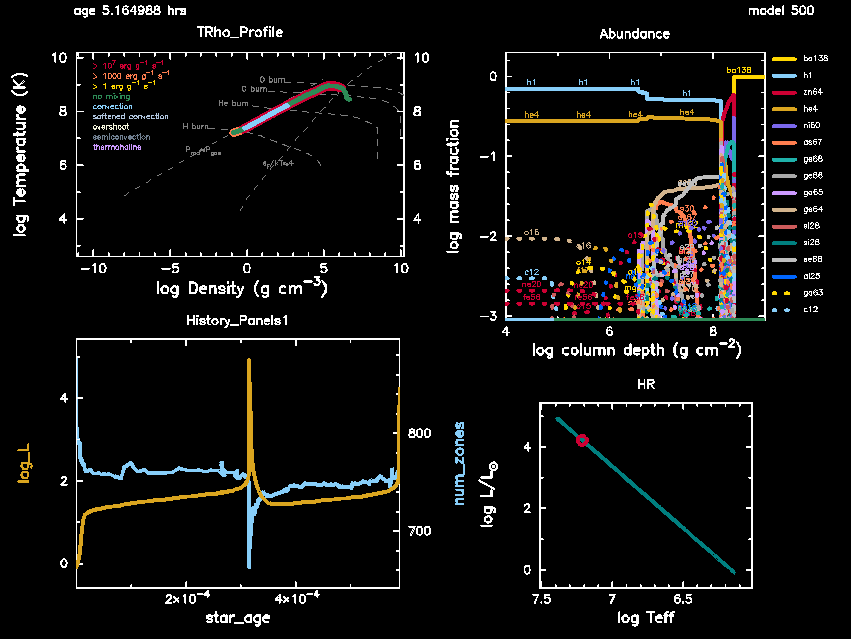 age 5.164988 hrs
model 500
TRho_Profile
> 10⁷ erg g⁻¹ s⁻¹
> 1000 erg g⁻¹ s⁻¹
> 1 erg g⁻¹ s⁻¹
no mixing
convection
softened convection
overshoot
semiconvection
thermohaline
O burn
C burn
He burn
H burn
10
8
6
4
10
8
6
4
−10
−5
0
5
10
log Temperature (K)
log Density (g cm⁻³)
Abundance
ba138
h1
h1
h1
h1
he4
he4
he4
he4
o16
o16
c12
ne20
0
−1
−2
−3
4
6
8
log mass fraction
log column depth (g cm⁻²)
ba138
h1
zn64
he4
ni60
as67
ge68
ge66
ga65
ge64
al28
si28
se68
al25
ga63
c12
History_Panels1
4
2
0
800
700
2×10⁻⁴
4×10⁻⁴
log_L
num_zones
star_age
HR
4
2
0
7.5
7
6.5
log L/L☉
log Teff